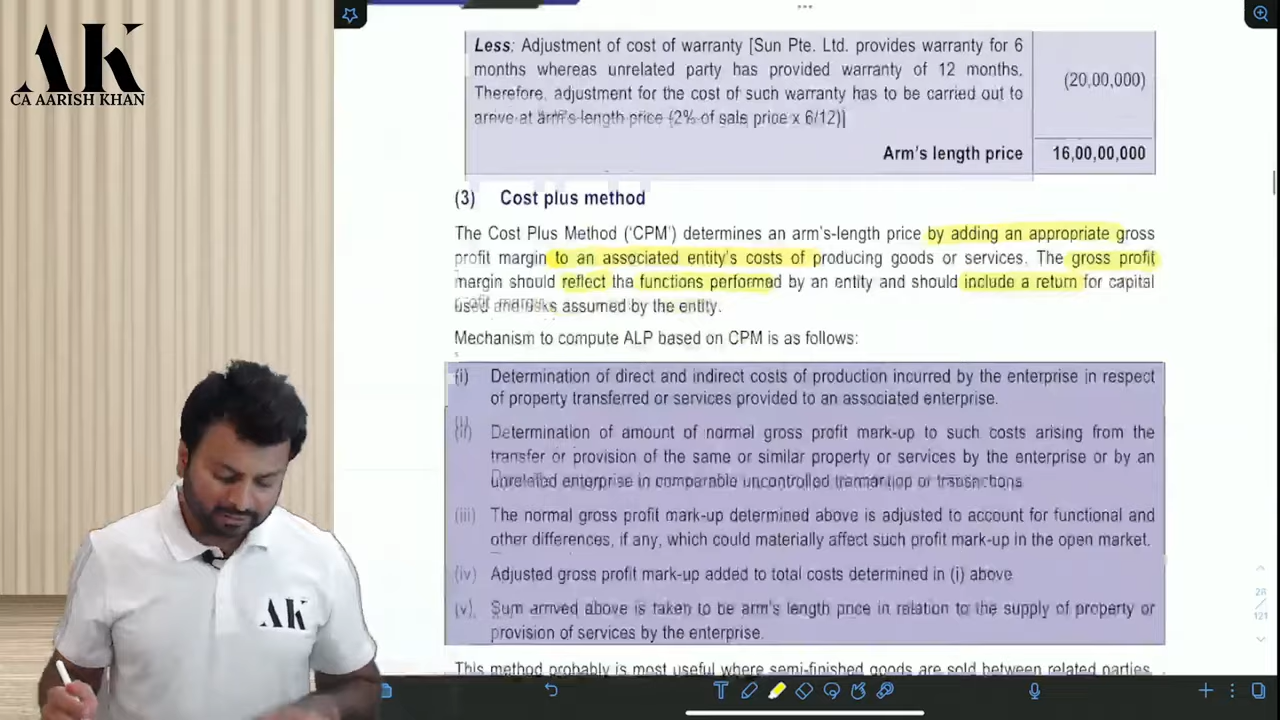 AK
CA AARISH KHAN
Less: Adjustment of cost of warranty [Sun Pte. Ltd. provides warranty for 6
months whereas unrelated party has provided warranty of 12 months.
Therefore, adjustment for the cost of such warranty has to be carried out to
arrive at arm's length price (2% of sale price x 6/12)]
(20,00,000)
Arm's length price 16,00,00,000
(3) Cost plus method
The Cost Plus Method ('CPM') determines an arm's-length price by adding an appropriate gross
profit margin to an associated entity's costs of producing goods or services. The gross profit
margin should reflect the functions performed by an entity and should include a return for capital
used and risks assumed by the entity.
Mechanism to compute ALP based on CPM is as follows:
(i) Determination of direct and indirect costs of production incurred by the enterprise in respect
of property transferred or services provided to an associated enterprise.
(ii) Determination of amount of normal gross profit mark-up to such costs arising from the
transfer or provision of the same or similar property or services by the enterprise or by an
unrelated enterprise in comparable uncontrolled transaction or transactions
(iii) The normal gross profit mark-up determined above is adjusted to account for functional and
other differences, if any, which could materially affect such profit mark-up in the open market.
(iv) Adjusted gross profit mark-up added to total costs determined in (i) above
(v) Sum arrived above is taken to be arm's length price in relation to the supply of property or
provision of services by the enterprise.
This method probably is most useful where semi-finished goods are sold between related parties,
28
/
121
AK